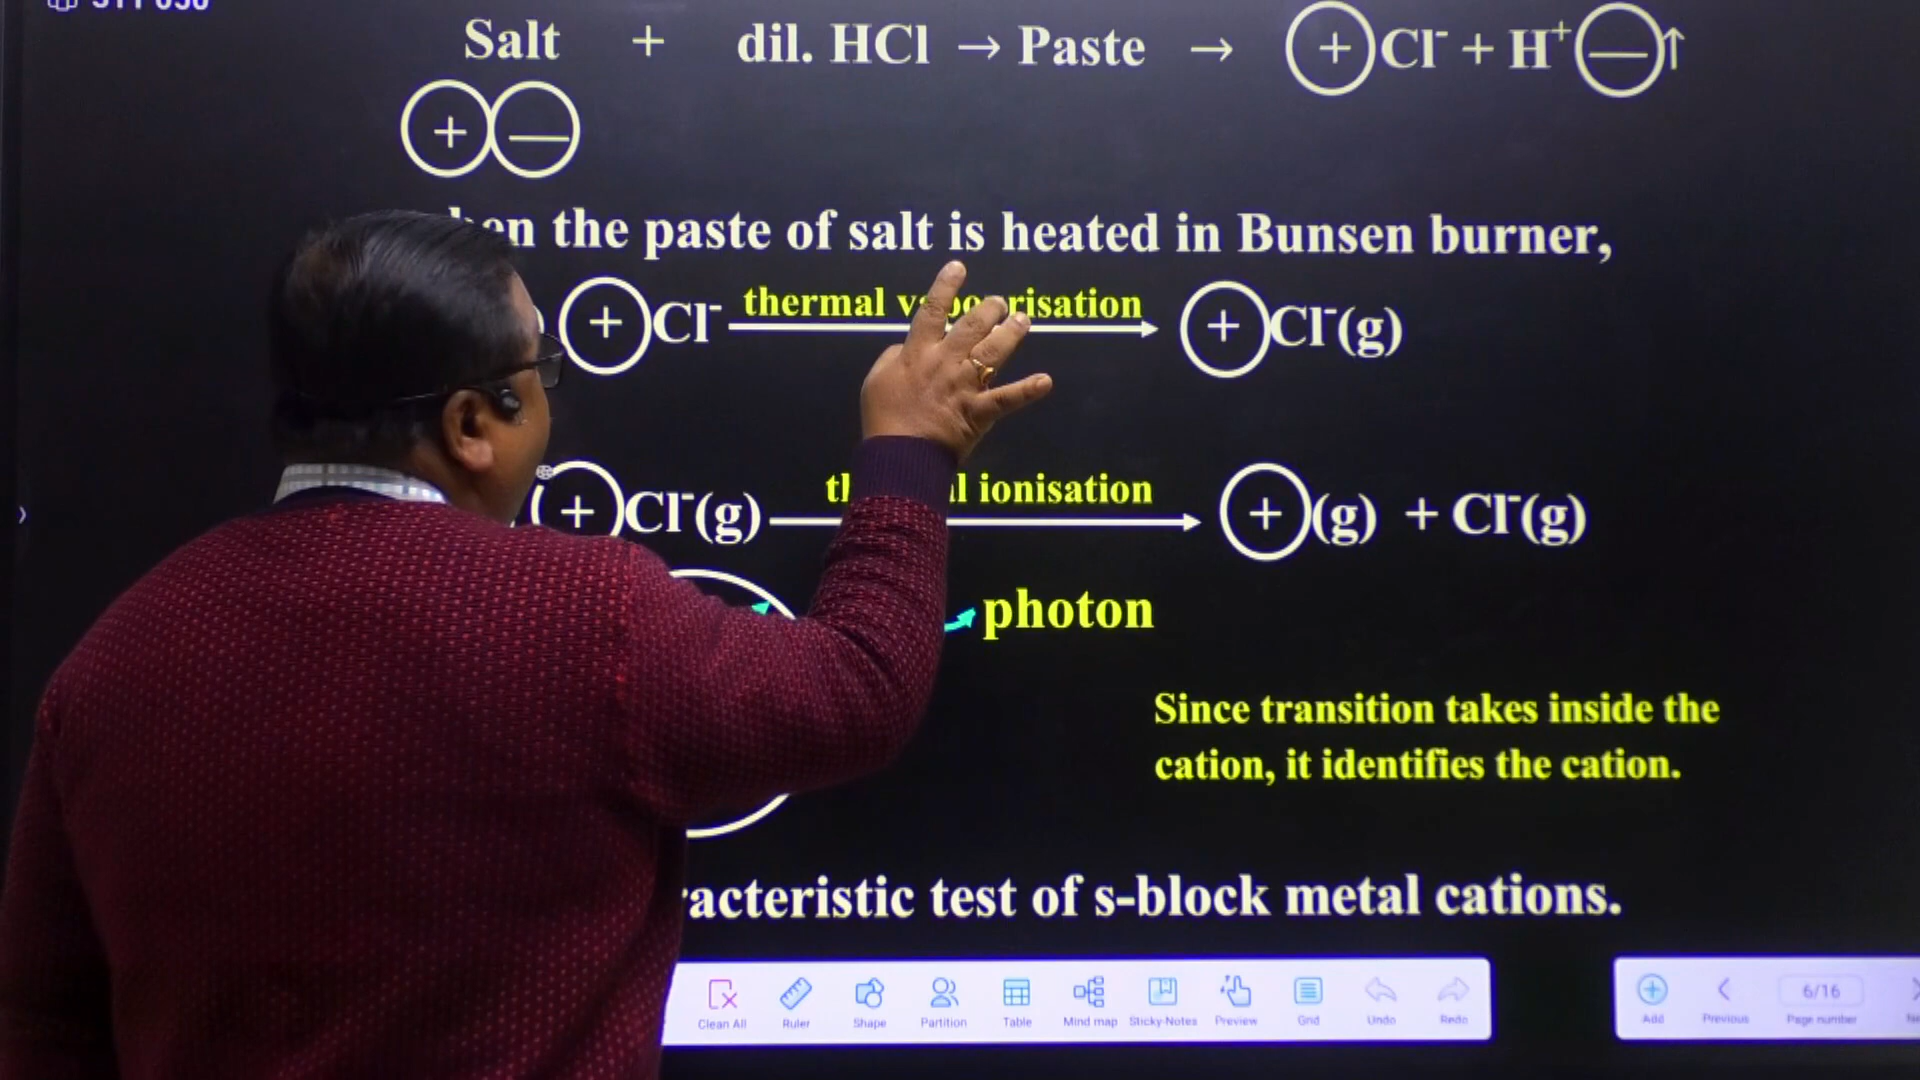 Salt + dil. HCl → Paste → (+)Cl⁻ + H⁺(—)↑
(+)(—)
the paste of salt is heated in Bunsen burner,
(+)Cl⁻ thermal vapourisation (+)Cl⁻(g)
(+)Cl⁻(g) ionisation (+)(g) + Cl⁻(g)
photon
Since transition takes inside the
cation, it identifies the cation.
test of s-block metal cations.
Clean All Ruler Shape Partition Table Mind map Sticky-Notes Preview Grid Undo Redo
Add Previous 6/16 Page number